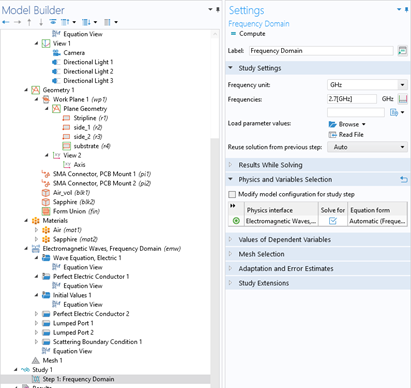 Model Builder
Equation View
View 1
Camera
Directional Light 1
Directional Light 2
Directional Light 3
Geometry 1
Work Plane 1 (wp1)
Plane Geometry
Stripline (r1)
side_1 (r2)
side_2 (r3)
substrate (r4)
View 2
Axis
SMA Connector, PCB Mount 1 (pi1)
SMA Connector, PCB Mount 2 (pi2)
Air_vol (blk1)
Sapphire (blk2)
Form Union (fin)
Materials
Air (mat1)
Sapphire (mat2)
Electromagnetic Waves, Frequency Domain (emw)
Wave Equation, Electric 1
Equation View
Perfect Electric Conductor 1
Equation View
Initial Values 1
Equation View
Perfect Electric Conductor 2
Lumped Port 1
Lumped Port 2
Scattering Boundary Condition 1
Equation View
Mesh 1
Study 1
Step 1: Frequency Domain
Settings
Frequency Domain
= Compute
Label: Frequency Domain
Study Settings
Frequency unit: GHz
Frequencies: 2.7[GHz] GHz
Load parameter values: Browse
Read File
Reuse solution from previous step: Auto
Results While Solving
Physics and Variables Selection
Modify model configuration for study step
Physics interface Solve for Equation form
Electromagnetic Waves,... Automatic (Freque...
Values of Dependent Variables
Mesh Selection
Adaptation and Error Estimates
Study Extensions